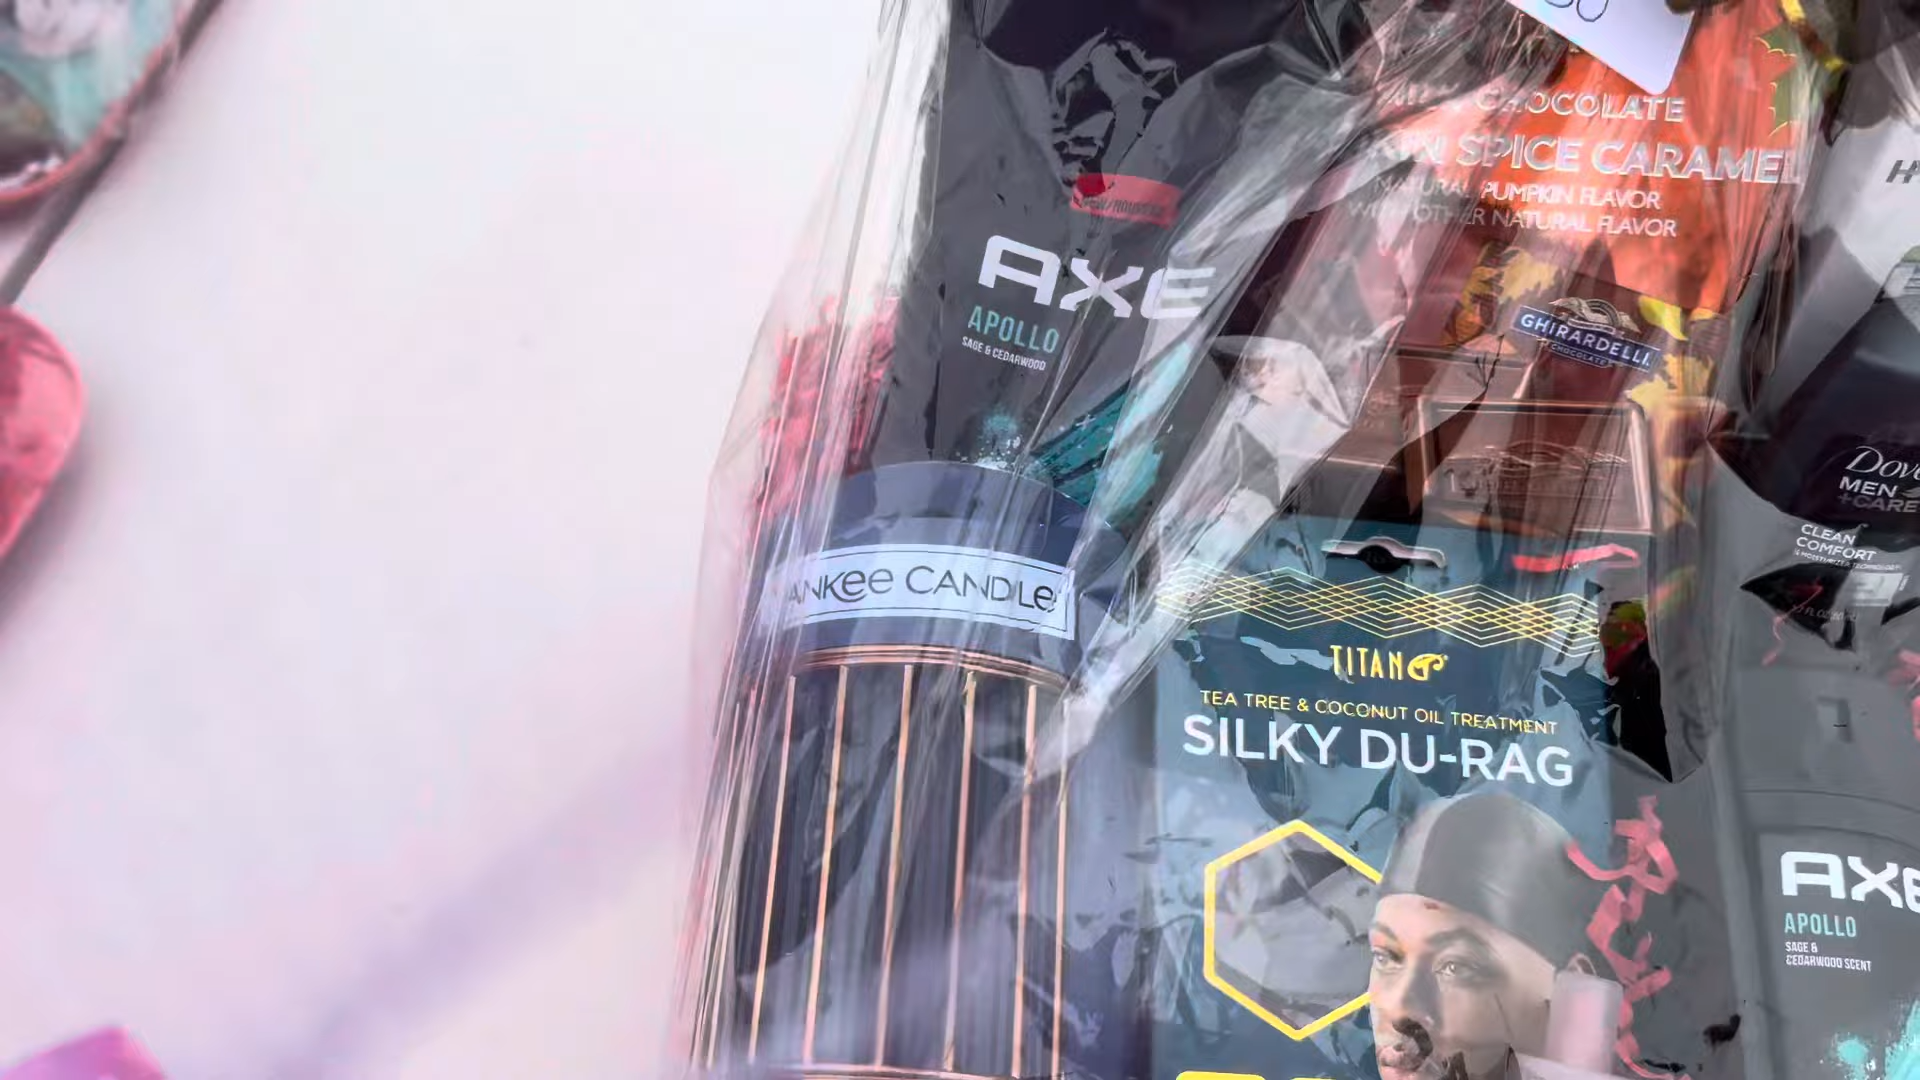 AXE
APOLLO
SAGE & CEDARWOOD
CHOCOLATE
SPICE CARAMEL
NATURAL PUMPKIN FLAVOR
WITH OTHER NATURAL FLAVOR
GHIRARDELLI
CHOCOLATE
ANKee CANDLe
TITAN
TEA TREE & COCONUT OIL TREATMENT
SILKY DU-RAG
Dove
MEN
+CARE
CLEAN
COMFORT
AXE
APOLLO
SAGE &
CEDARWOOD SCENT